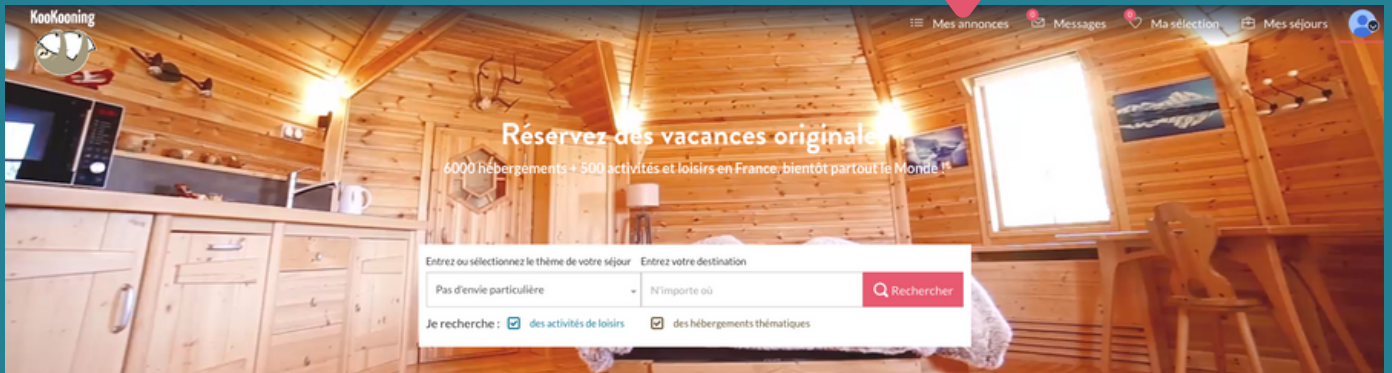 KooKooning
0 0
Mes annonces Messages Ma sélection Mes séjours
Réservez des vacances originales
6000 hébergements + 500 activités et loisirs en France, bientôt partout le Monde !*
Entrez ou sélectionnez le thème de votre séjour Entrez votre destination
Pas d'envie particulière N'importe où Rechercher
Je recherche : des activités de loisirs des hébergements thématiques